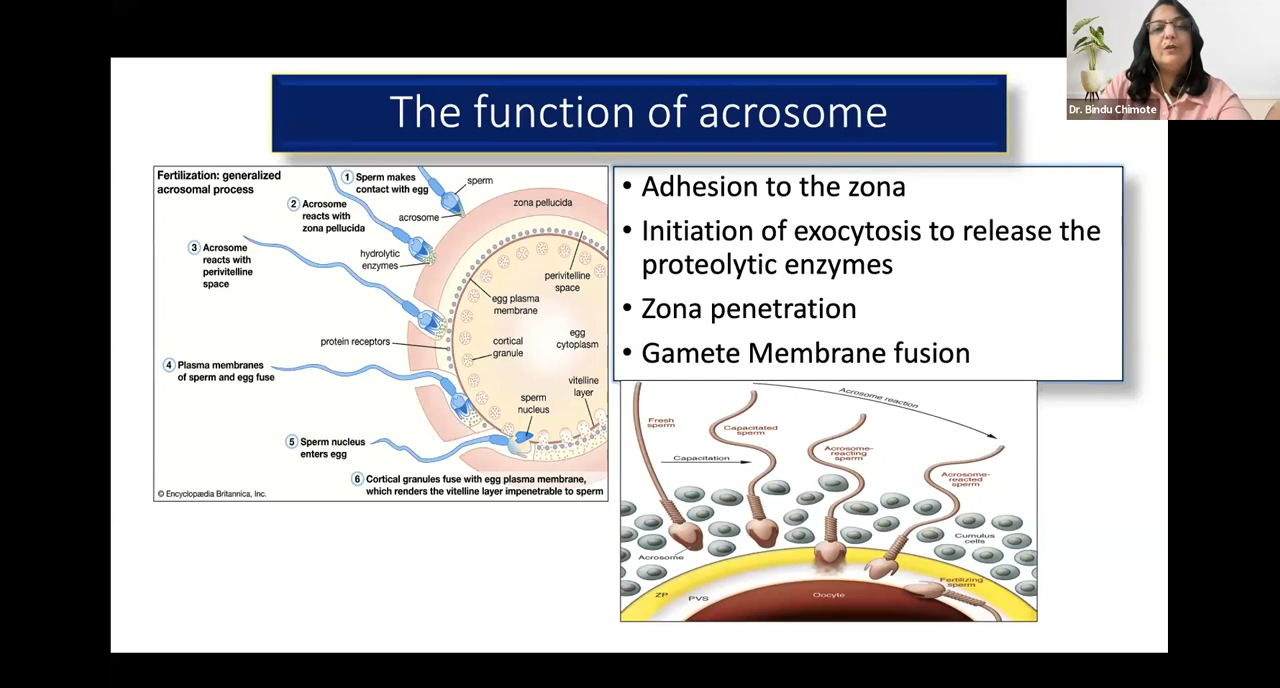 Dr. Bindu Chimote
The function of acrosome
Fertilization: generalized
acrosomal process
1 Sperm makes
contact with egg
sperm
2 Acrosome
reacts with
zona pellucida
acrosome
zona pellucida
3 Acrosome
reacts with
perivitelline
space
hydrolytic
enzymes
perivitelline
space
egg plasma
membrane
protein receptors
cortical
granule
egg
cytoplasm
4 Plasma membranes
of sperm and egg fuse
vitelline
layer
sperm
nucleus
5 Sperm nucleus
enters egg
6 Cortical granules fuse with egg plasma membrane,
which renders the vitelline layer impenetrable to sperm
© Encyclopædia Britannica, Inc.
• Adhesion to the zona
• Initiation of exocytosis to release the
proteolytic enzymes
• Zona penetration
• Gamete Membrane fusion
Acrosome reaction
Fresh
sperm
Capacitated
sperm
Capacitation
Acrosome-
reacting
sperm
Acrosome-
reacted
sperm
Cumulus
cells
Acrosome
Fertilizing
sperm
ZP
PVS
Oocyte